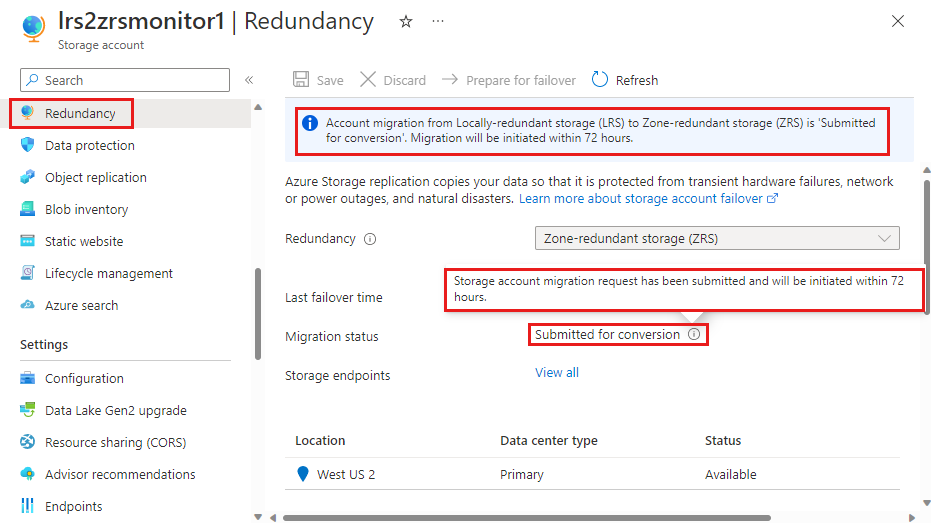 lrs2zrsmonitor1 | Redundancy
Storage account
Search
Save
Discard
Prepare for failover
Refresh
Redundancy
Data protection
Object replication
Blob inventory
Static website
Lifecycle management
Azure search
Settings
Configuration
Data Lake Gen2 upgrade
Resource sharing (CORS)
Advisor recommendations
Endpoints
Account migration from Locally-redundant storage (LRS) to Zone-redundant storage (ZRS) is 'Submitted
for conversion'. Migration will be initiated within 72 hours.
Azure Storage replication copies your data so that it is protected from transient hardware failures, network
or power outages, and natural disasters. Learn more about storage account failover
Redundancy
Zone-redundant storage (ZRS)
Storage account migration request has been submitted and will be initiated within 72
hours.
Last failover time
Migration status
Submitted for conversion
Storage endpoints
View all
Location Data center type Status
West US 2 Primary Available